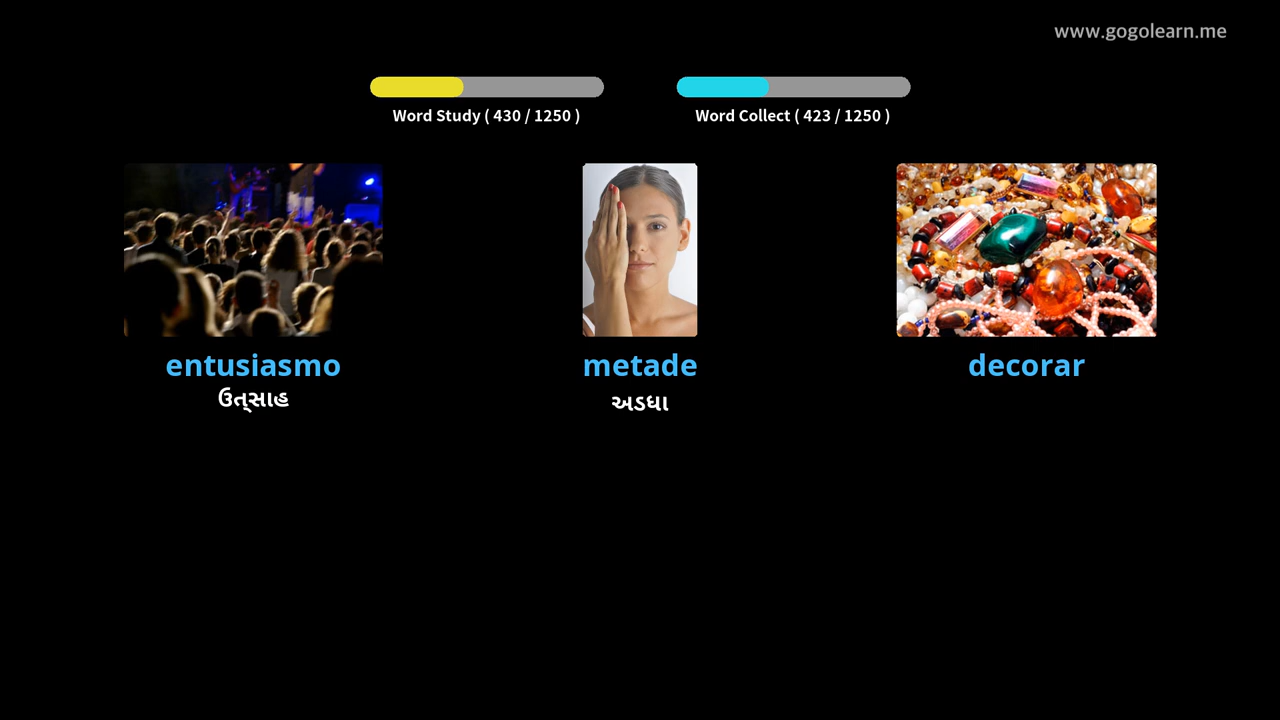 www.gogolearn.me
Word Study ( 430 / 1250 )
Word Collect ( 423 / 1250 )
entusiasmo
ઉત્સાહ
metade
અડધા
decorar